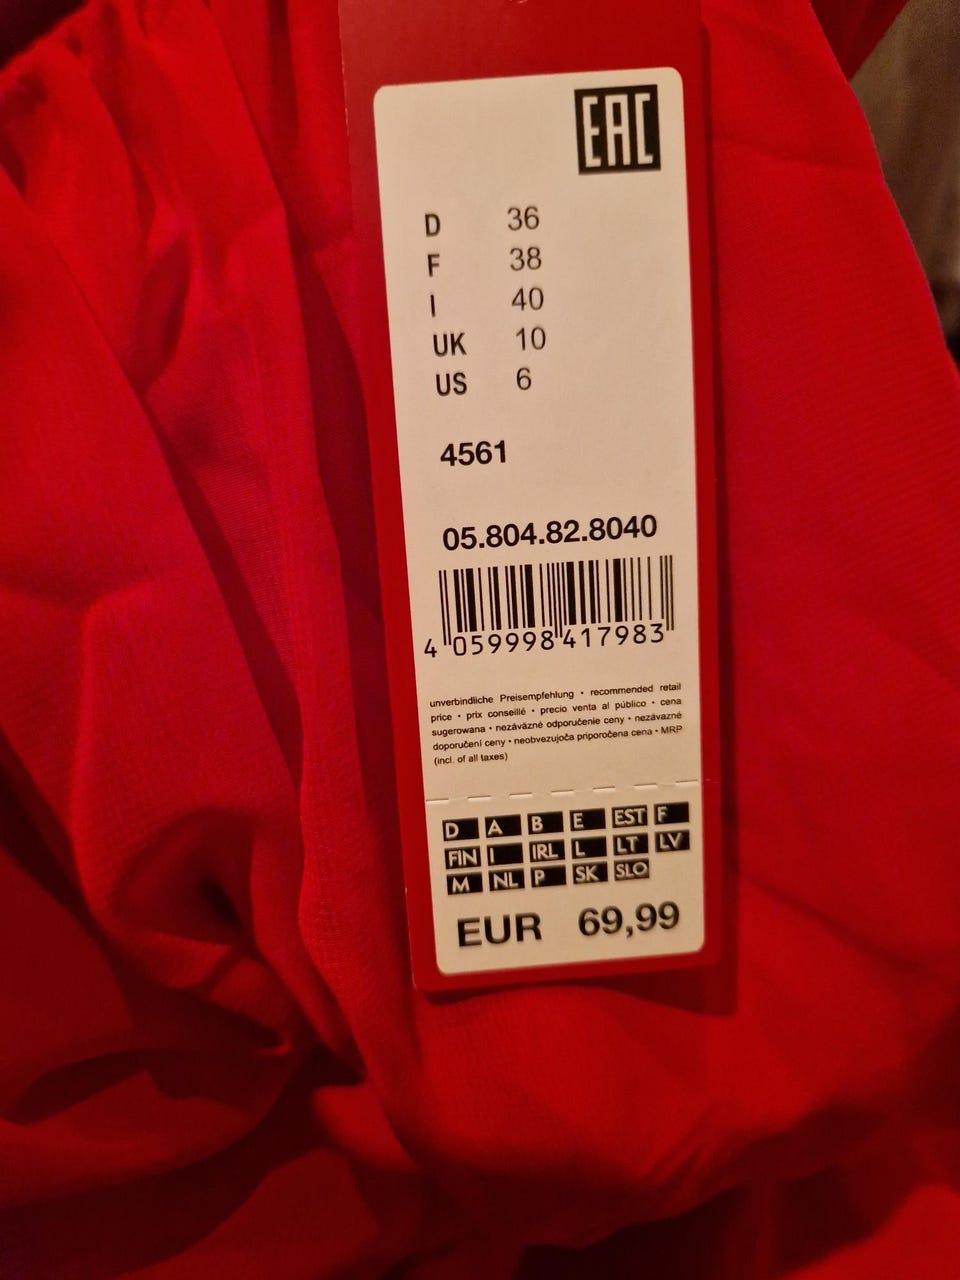 EAC
D 36
F 38
I 40
UK 10
US 6
4561
05.804.82.8040
4 059998 417983
unverbindliche Preisempfehlung • recommended retail
price • prix conseillé • precio venta al público • cena
sugerowana • nezáväzné odporučenie ceny • nezávazné
doporučení ceny • neobvezujoča priporočena cena • MRP
(incl. of all taxes)
D A B E EST F
FIN I IRL L LT LV
M NL P SK SLO
EUR 69,99